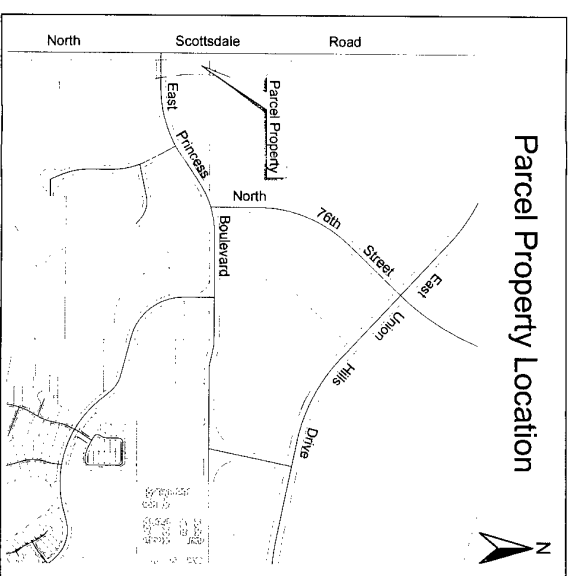 Parcel Property Location
N
North Scottsdale Road
Parcel Property
East Princess Boulevard
North 76th Street
East Union Hills Drive